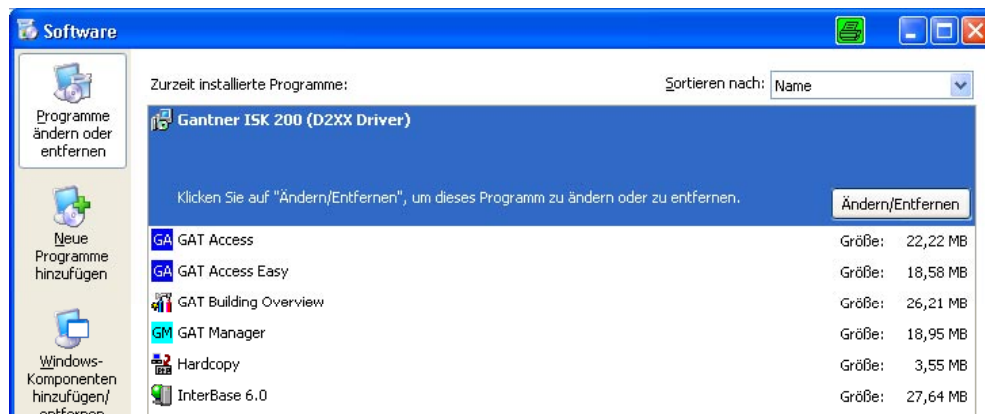 Software
Programme
ändern oder
entfernen
Neue
Programme
hinzufügen
Windows-
Komponenten
hinzufügen/
entfernen
Zurzeit installierte Programme:
Sortieren nach: Name
Gantner ISK 200 (D2XX Driver)
Klicken Sie auf "Ändern/Entfernen", um dieses Programm zu ändern oder zu entfernen.
Ändern/Entfernen
GA GAT Access Größe: 22,22 MB
GA GAT Access Easy Größe: 18,58 MB
GAT Building Overview Größe: 26,21 MB
GM GAT Manager Größe: 18,95 MB
Hardcopy Größe: 3,55 MB
InterBase 6.0 Größe: 27,64 MB